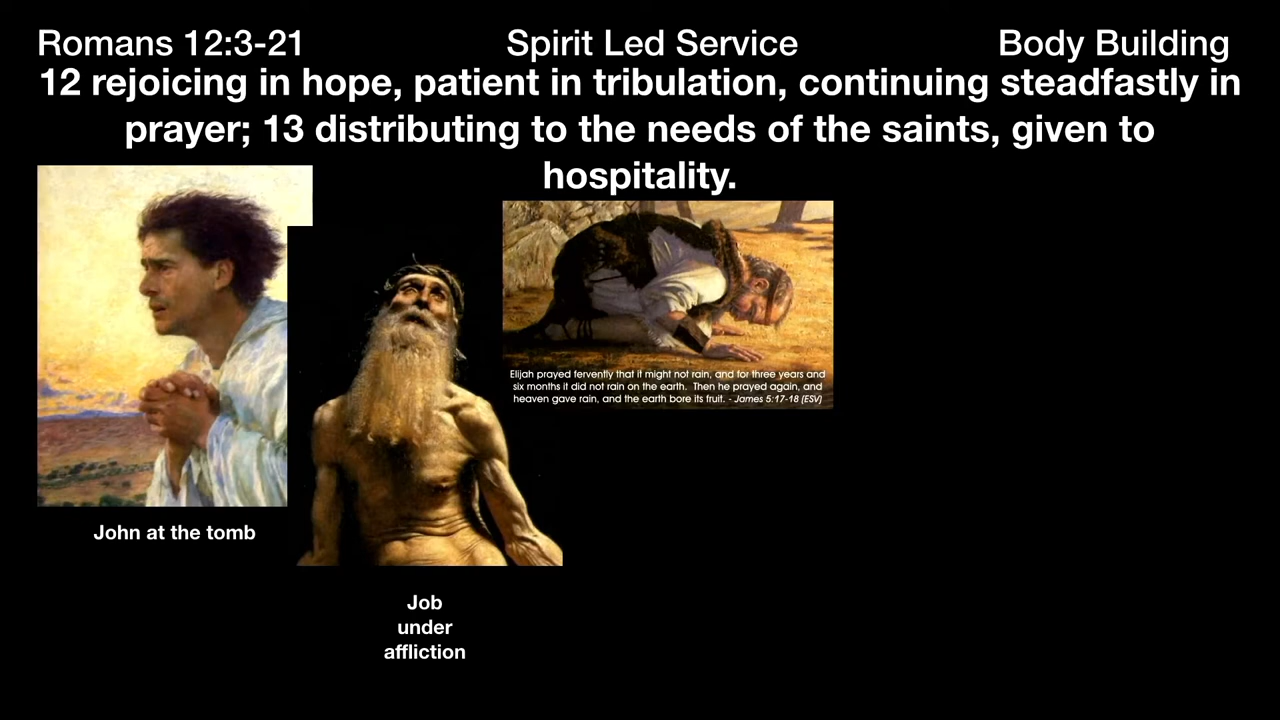 Romans 12:3-21 Spirit Led Service Body Building
12 rejoicing in hope, patient in tribulation, continuing steadfastly in
prayer; 13 distributing to the needs of the saints, given to
hospitality.
Elijah prayed fervently that it might not rain, and for three years and
six months it did not rain on the earth. Then he prayed again, and
heaven gave rain, and the earth bore its fruit. - James 5:17-18 (ESV)
John at the tomb
Job
under
affliction